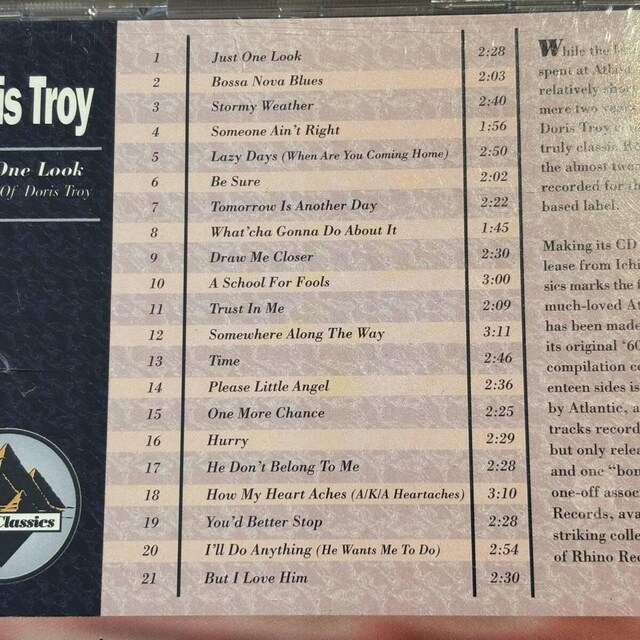 is Troy
One Look
Of Doris Troy
Classics
1 Just One Look 2:28
2 Bossa Nova Blues 2:03
3 Stormy Weather 2:40
4 Someone Ain't Right 1:56
5 Lazy Days (When Are You Coming Home) 2:50
6 Be Sure 2:02
7 Tomorrow Is Another Day 2:22
8 What'cha Gonna Do About It 1:45
9 Draw Me Closer 2:30
10 A School For Fools 3:00
11 Trust In Me 2:09
12 Somewhere Along The Way 3:11
13 Time 2:46
14 Please Little Angel 2:36
15 One More Chance 2:25
16 Hurry 2:29
17 He Don't Belong To Me 2:28
18 How My Heart Aches (A/K/A Heartaches) 3:10
19 You'd Better Stop 2:28
20 I'll Do Anything (He Wants Me To Do) 2:54
21 But I Love Him 2:30
While the
spent at Atla
relatively sho
mere two year
Doris Troy
truly classic
the almost twe
recorded for th
based label.
Making its CD
lease from Ichi
sics marks the f
much-loved At
has been made
its original '60
compilation co
enteen sides is
by Atlantic, a
tracks record
but only relea
and one "bon
one-off assoc
Records, ava
striking colle
of Rhino Rec